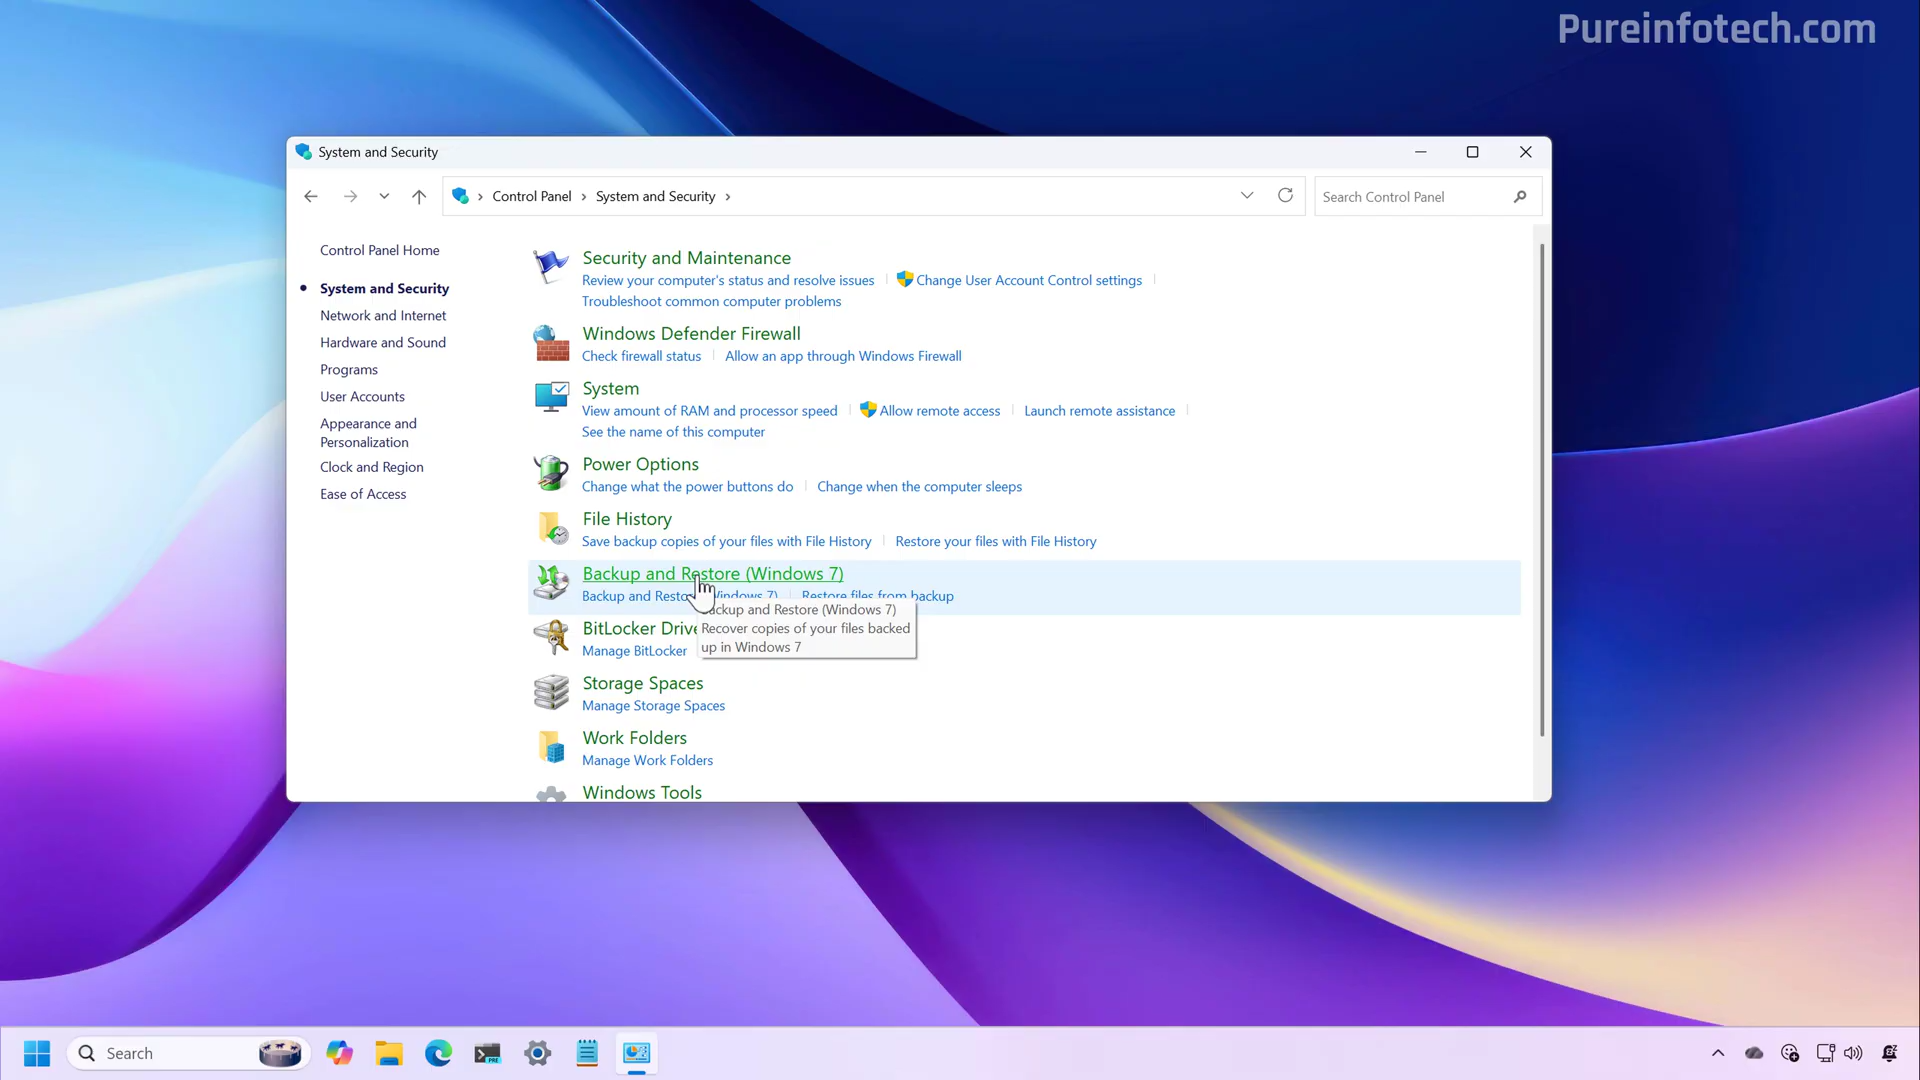 Pureinfotech.com
System and Security
Control Panel
System and Security
Search Control Panel
Control Panel Home
System and Security
Network and Internet
Hardware and Sound
Programs
User Accounts
Appearance and
Personalization
Clock and Region
Ease of Access
Security and Maintenance
Review your computer's status and resolve issues
Change User Account Control settings
Troubleshoot common computer problems
Windows Defender Firewall
Check firewall status
Allow an app through Windows Firewall
System
View amount of RAM and processor speed
Allow remote access
Launch remote assistance
See the name of this computer
Power Options
Change what the power buttons do
Change when the computer sleeps
File History
Save backup copies of your files with File History
Restore your files with File History
Backup and Restore (Windows 7)
Backup and Restore (Windows 7)
Restore files from backup
Backup and Restore (Windows 7)
Recover copies of your files backed
up in Windows 7
BitLocker Drive
Manage BitLocker
Storage Spaces
Manage Storage Spaces
Work Folders
Manage Work Folders
Windows Tools
Search
PRE